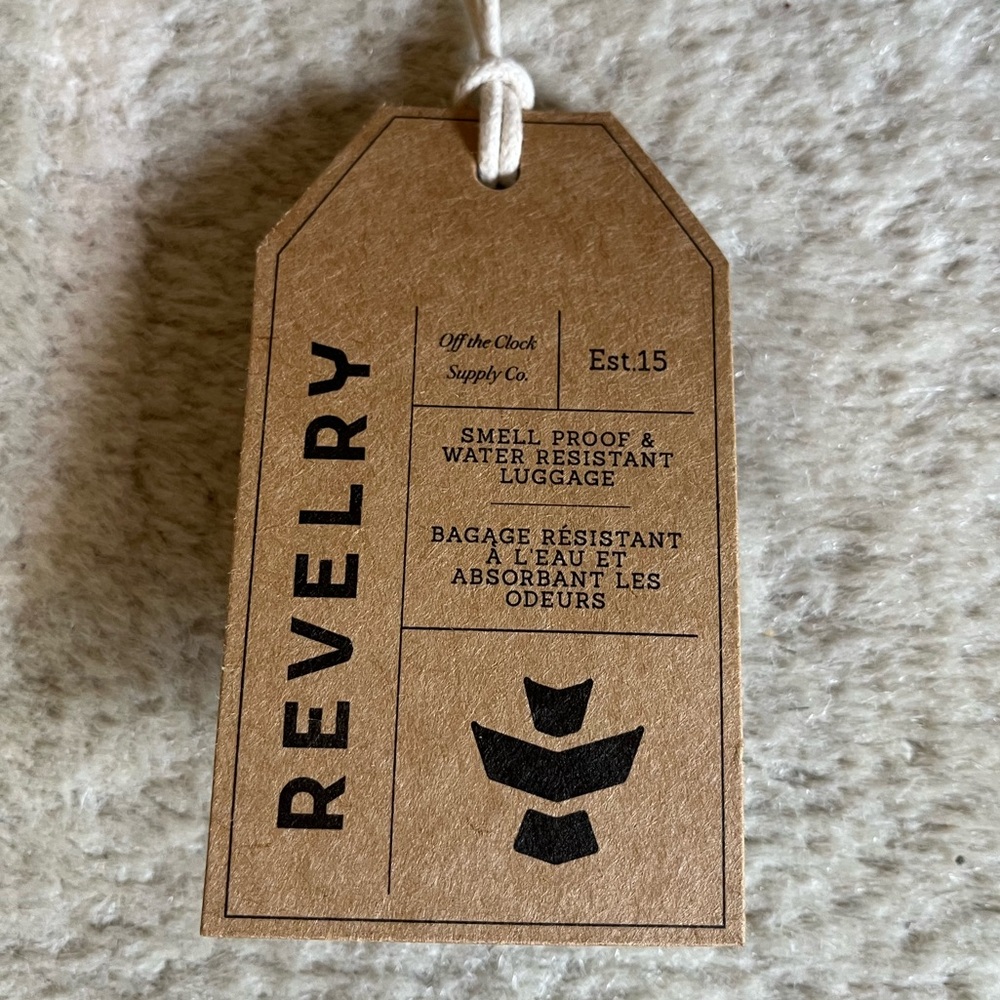 REVELRY
Off the Clock
Supply Co.
Est.15
SMELL PROOF &
WATER RESISTANT
LUGGAGE
BAGAGE RÉSISTANT
À L'EAU ET
ABSORBANT LES
ODEURS